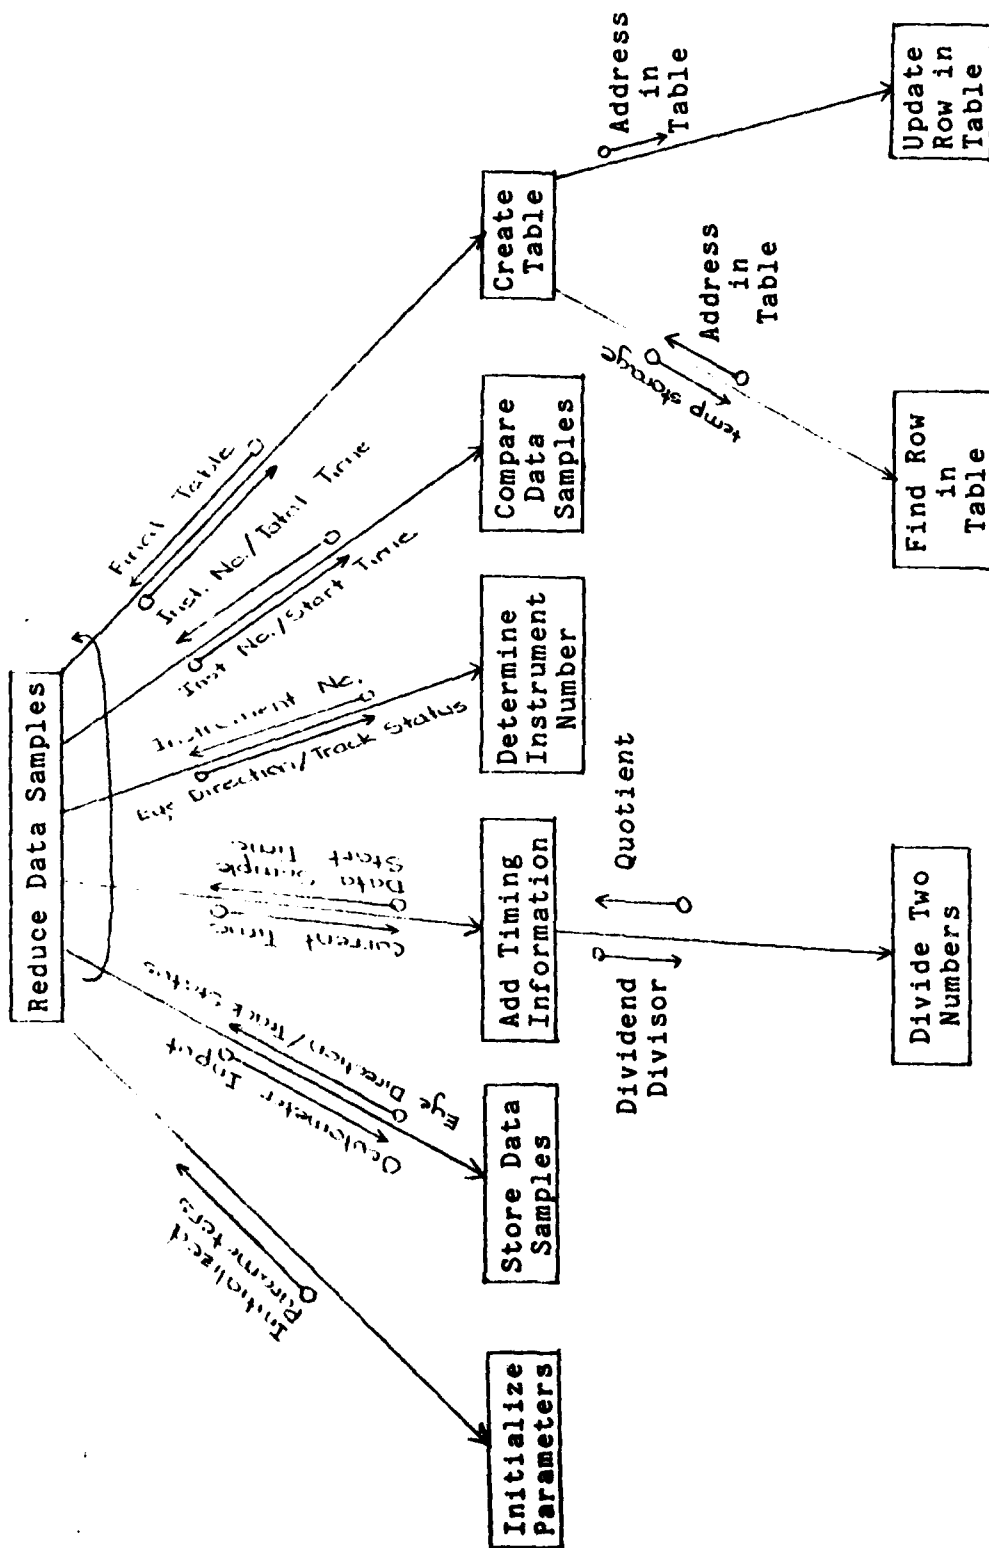 Reduce Data Samples
Initialized
Parameters
Oculometer Input
Eye Direction/Track Status
Current Time
Data Sample
Start Time
Eye Direction/Track Status
Instrument No.
Inst No./Start Time
Inst. No./Total Time
Final Table
Initialize
Parameters
Store Data
Samples
Add Timing
Information
Determine
Instrument
Number
Compare
Data
Samples
Create
Table
Dividend
Divisor
Quotient
temp storage
Address
in
Table
Address
in
Table
Divide Two
Numbers
Find Row
in
Table
Update
Row in
Table